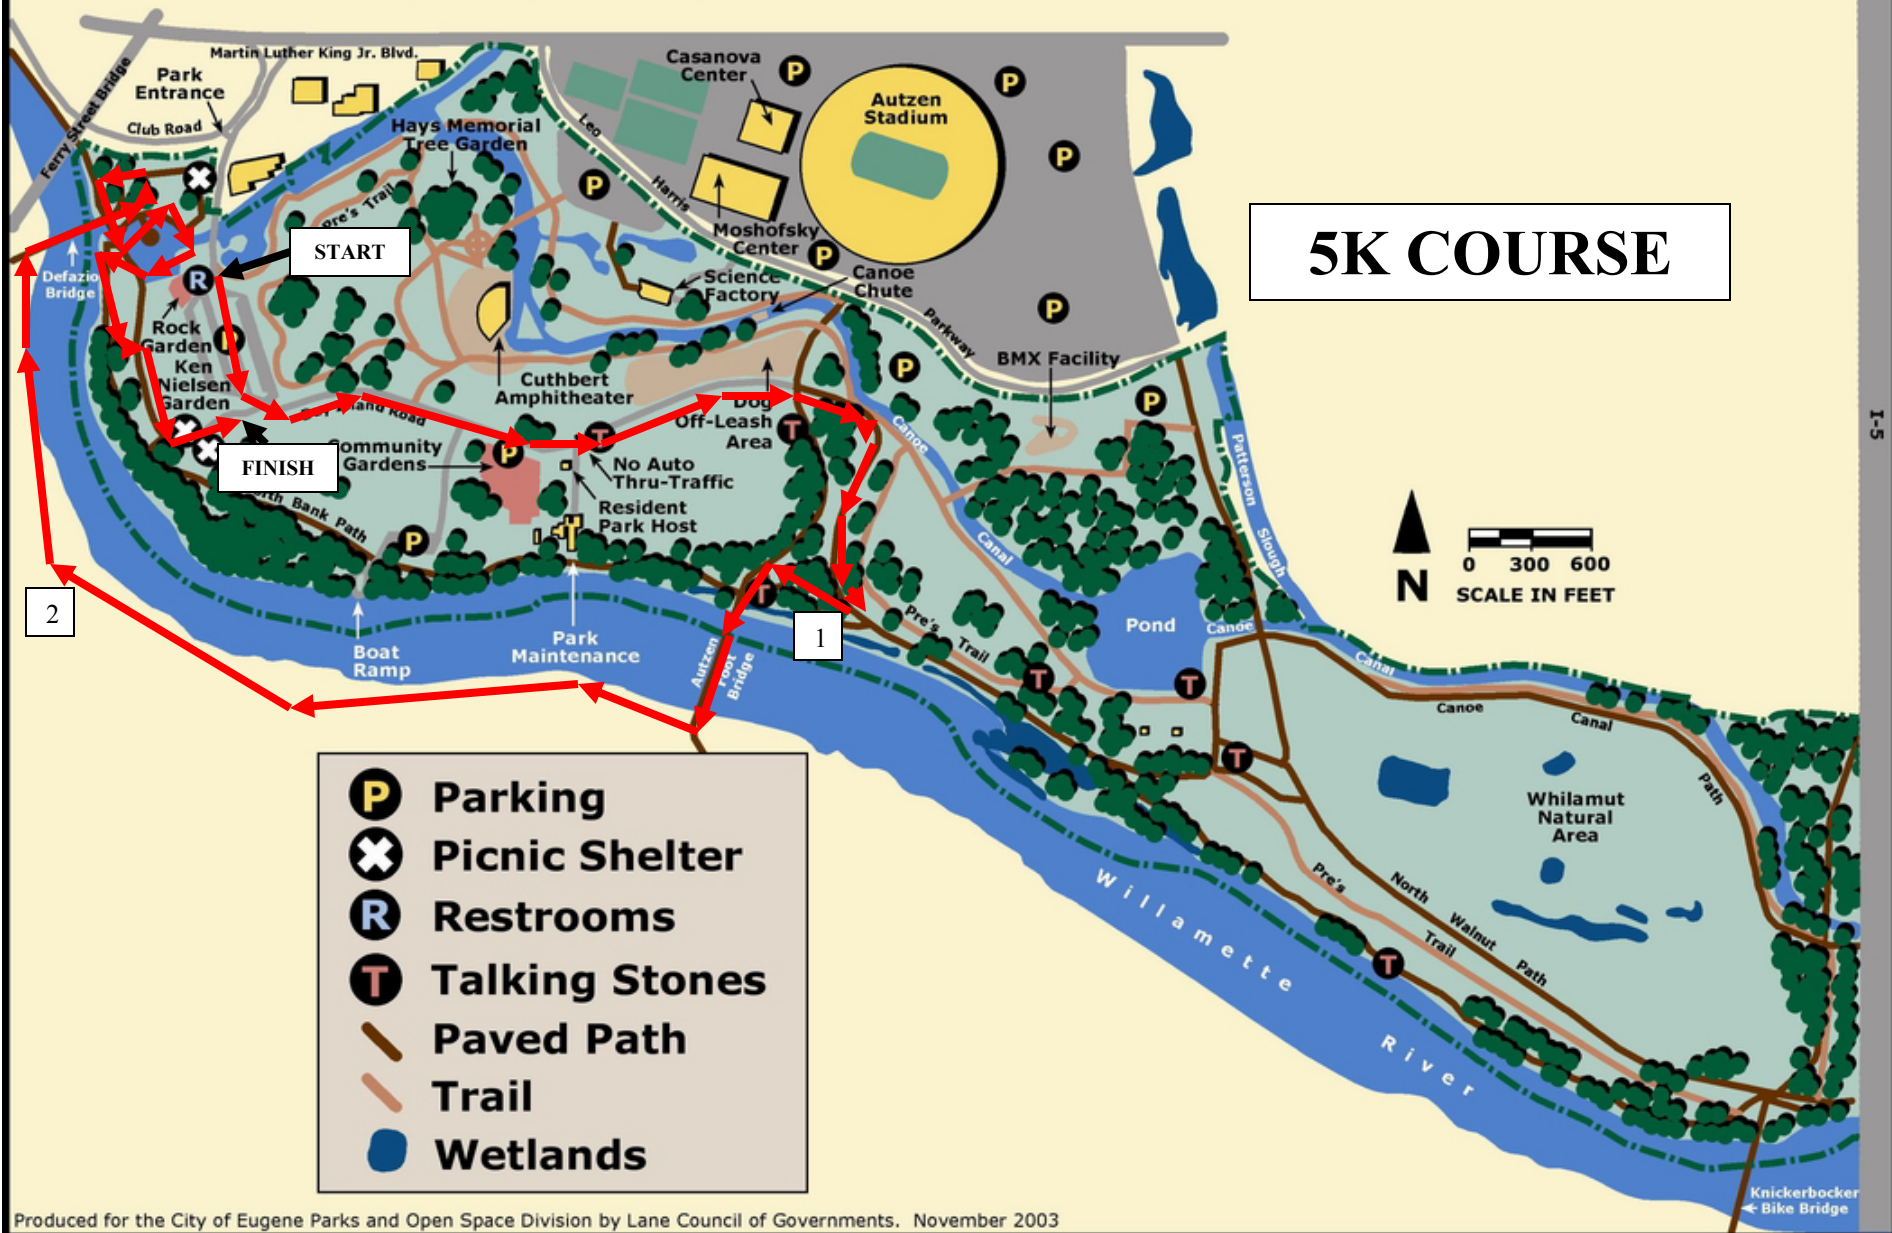 Martin Luther King Jr. Blvd.
Park
Entrance
Club Road
Ferry Street Bridge
Hays Memorial
Tree Garden
Pre's Trail
Leo
Harris
Parkway
Casanova
Center
Autzen
Stadium
Moshofsky
Center
Science
Factory
Canoe
Chute
5K COURSE
START
Defazio
Bridge
R
Rock
Garden
Ken
Nielsen
Garden
P
P
P
P
P
P
P
P
P
P
P
Island Road
Cuthbert
Amphitheater
Dog
Off-Leash
Area
BMX Facility
FINISH
Community
Gardens
No Auto
Thru-Traffic
Resident
Park Host
North Bank Path
Canoe
Canal
Patterson
Slough
I-5
N
0 300 600
SCALE IN FEET
2
1
T
T
T
T
T
T
T
Boat
Ramp
Park
Maintenance
Autzen
Foot
Bridge
Pre's
Trail
Pond
Canoe
Canal
Canoe
Canal
Path
Whilamut
Natural
Area
Pre's
Trail
North
Walnut
Path
Willamette
River
P Parking
Picnic Shelter
R Restrooms
T Talking Stones
Paved Path
Trail
Wetlands
Knickerbocker
Bike Bridge
Produced for the City of Eugene Parks and Open Space Division by Lane Council of Governments. November 2003